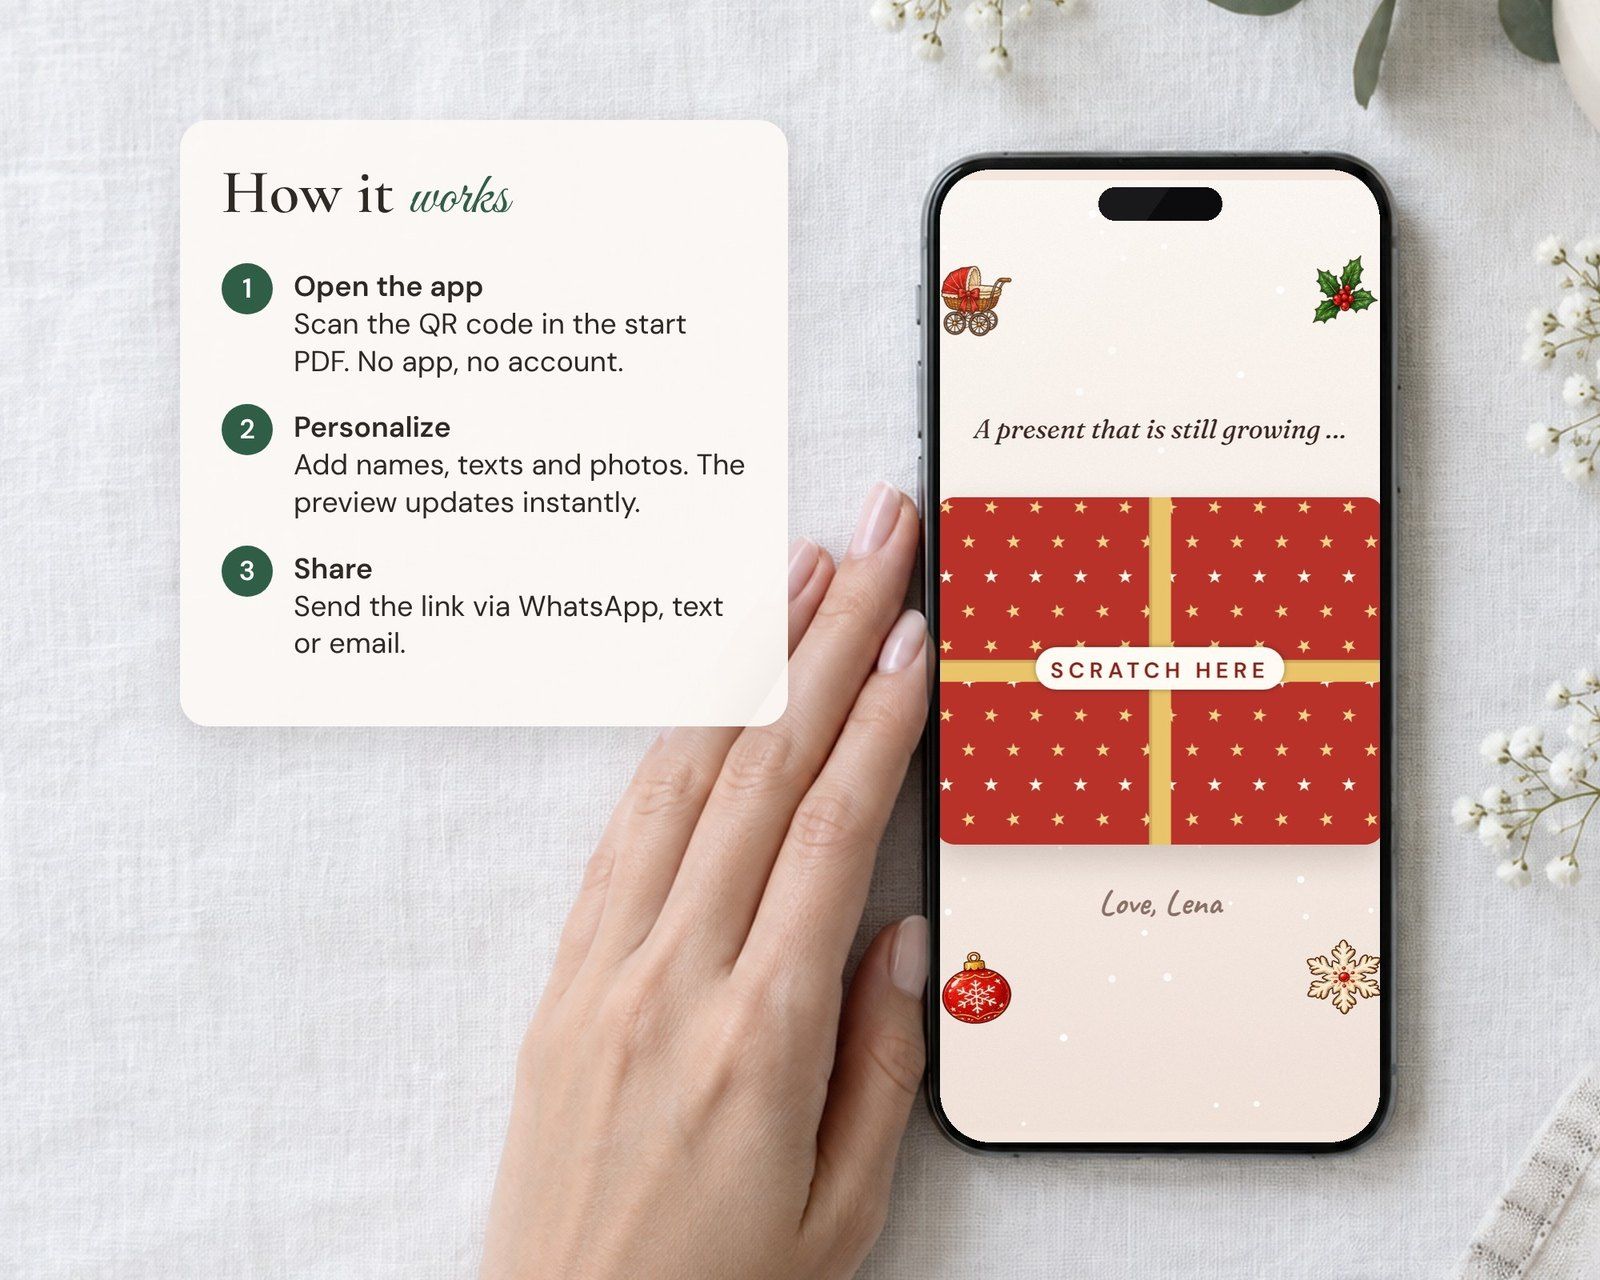 How it works
1
Open the app
Scan the QR code in the start
PDF. No app, no account.
2
Personalize
Add names, texts and photos. The
preview updates instantly.
3
Share
Send the link via WhatsApp, text
or email.
A present that is still growing ...
SCRATCH HERE
Love, Lena